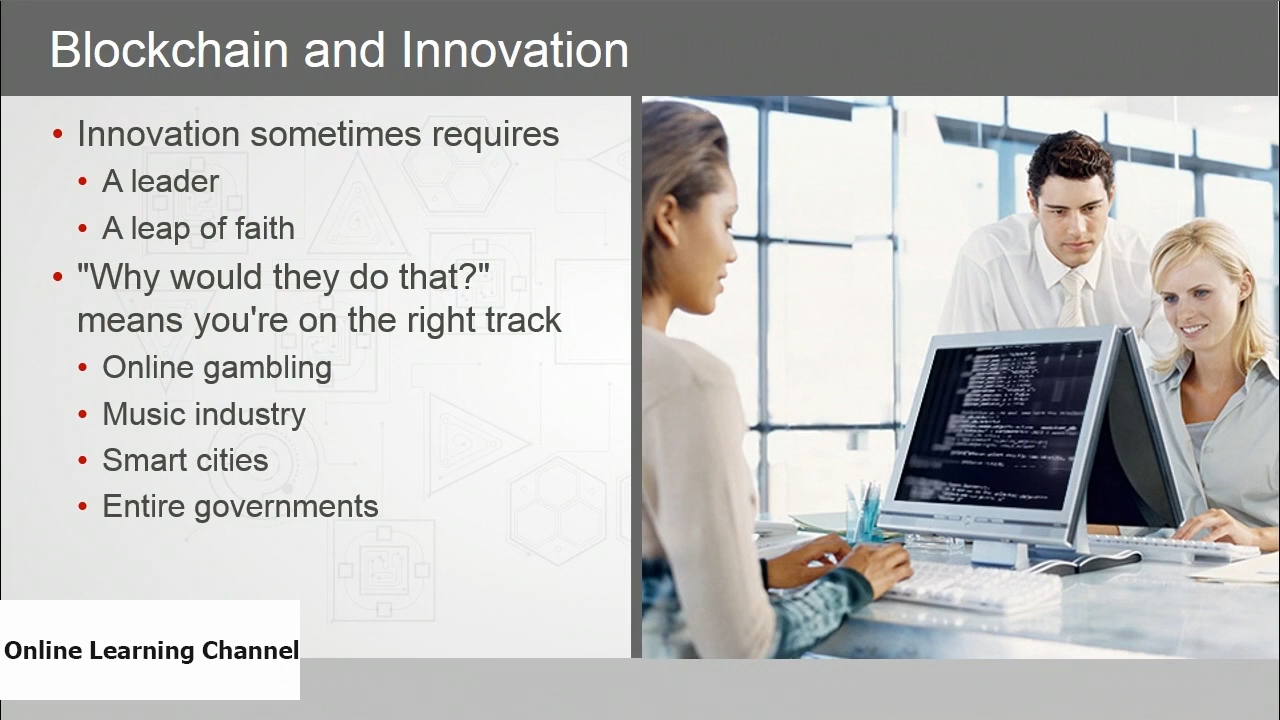 Blockchain and Innovation
• Innovation sometimes requires
• A leader
• A leap of faith
• "Why would they do that?"
means you're on the right track
• Online gambling
• Music industry
• Smart cities
• Entire governments
Online Learning Channel